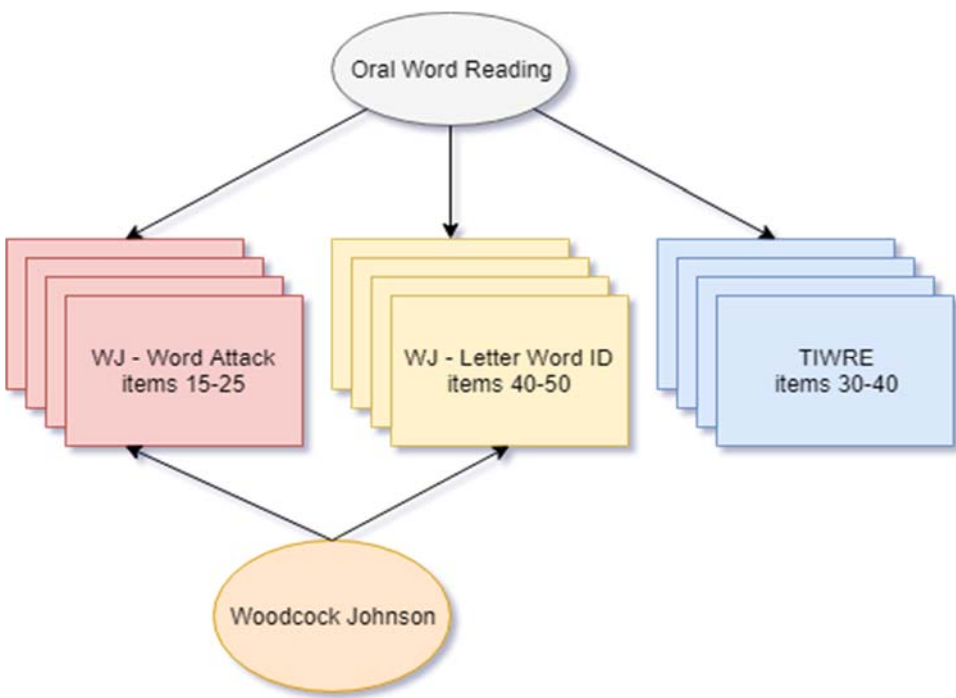 Oral Word Reading
WJ - Word Attack
items 15-25
WJ - Letter Word ID
items 40-50
TIWRE
items 30-40
Woodcock Johnson